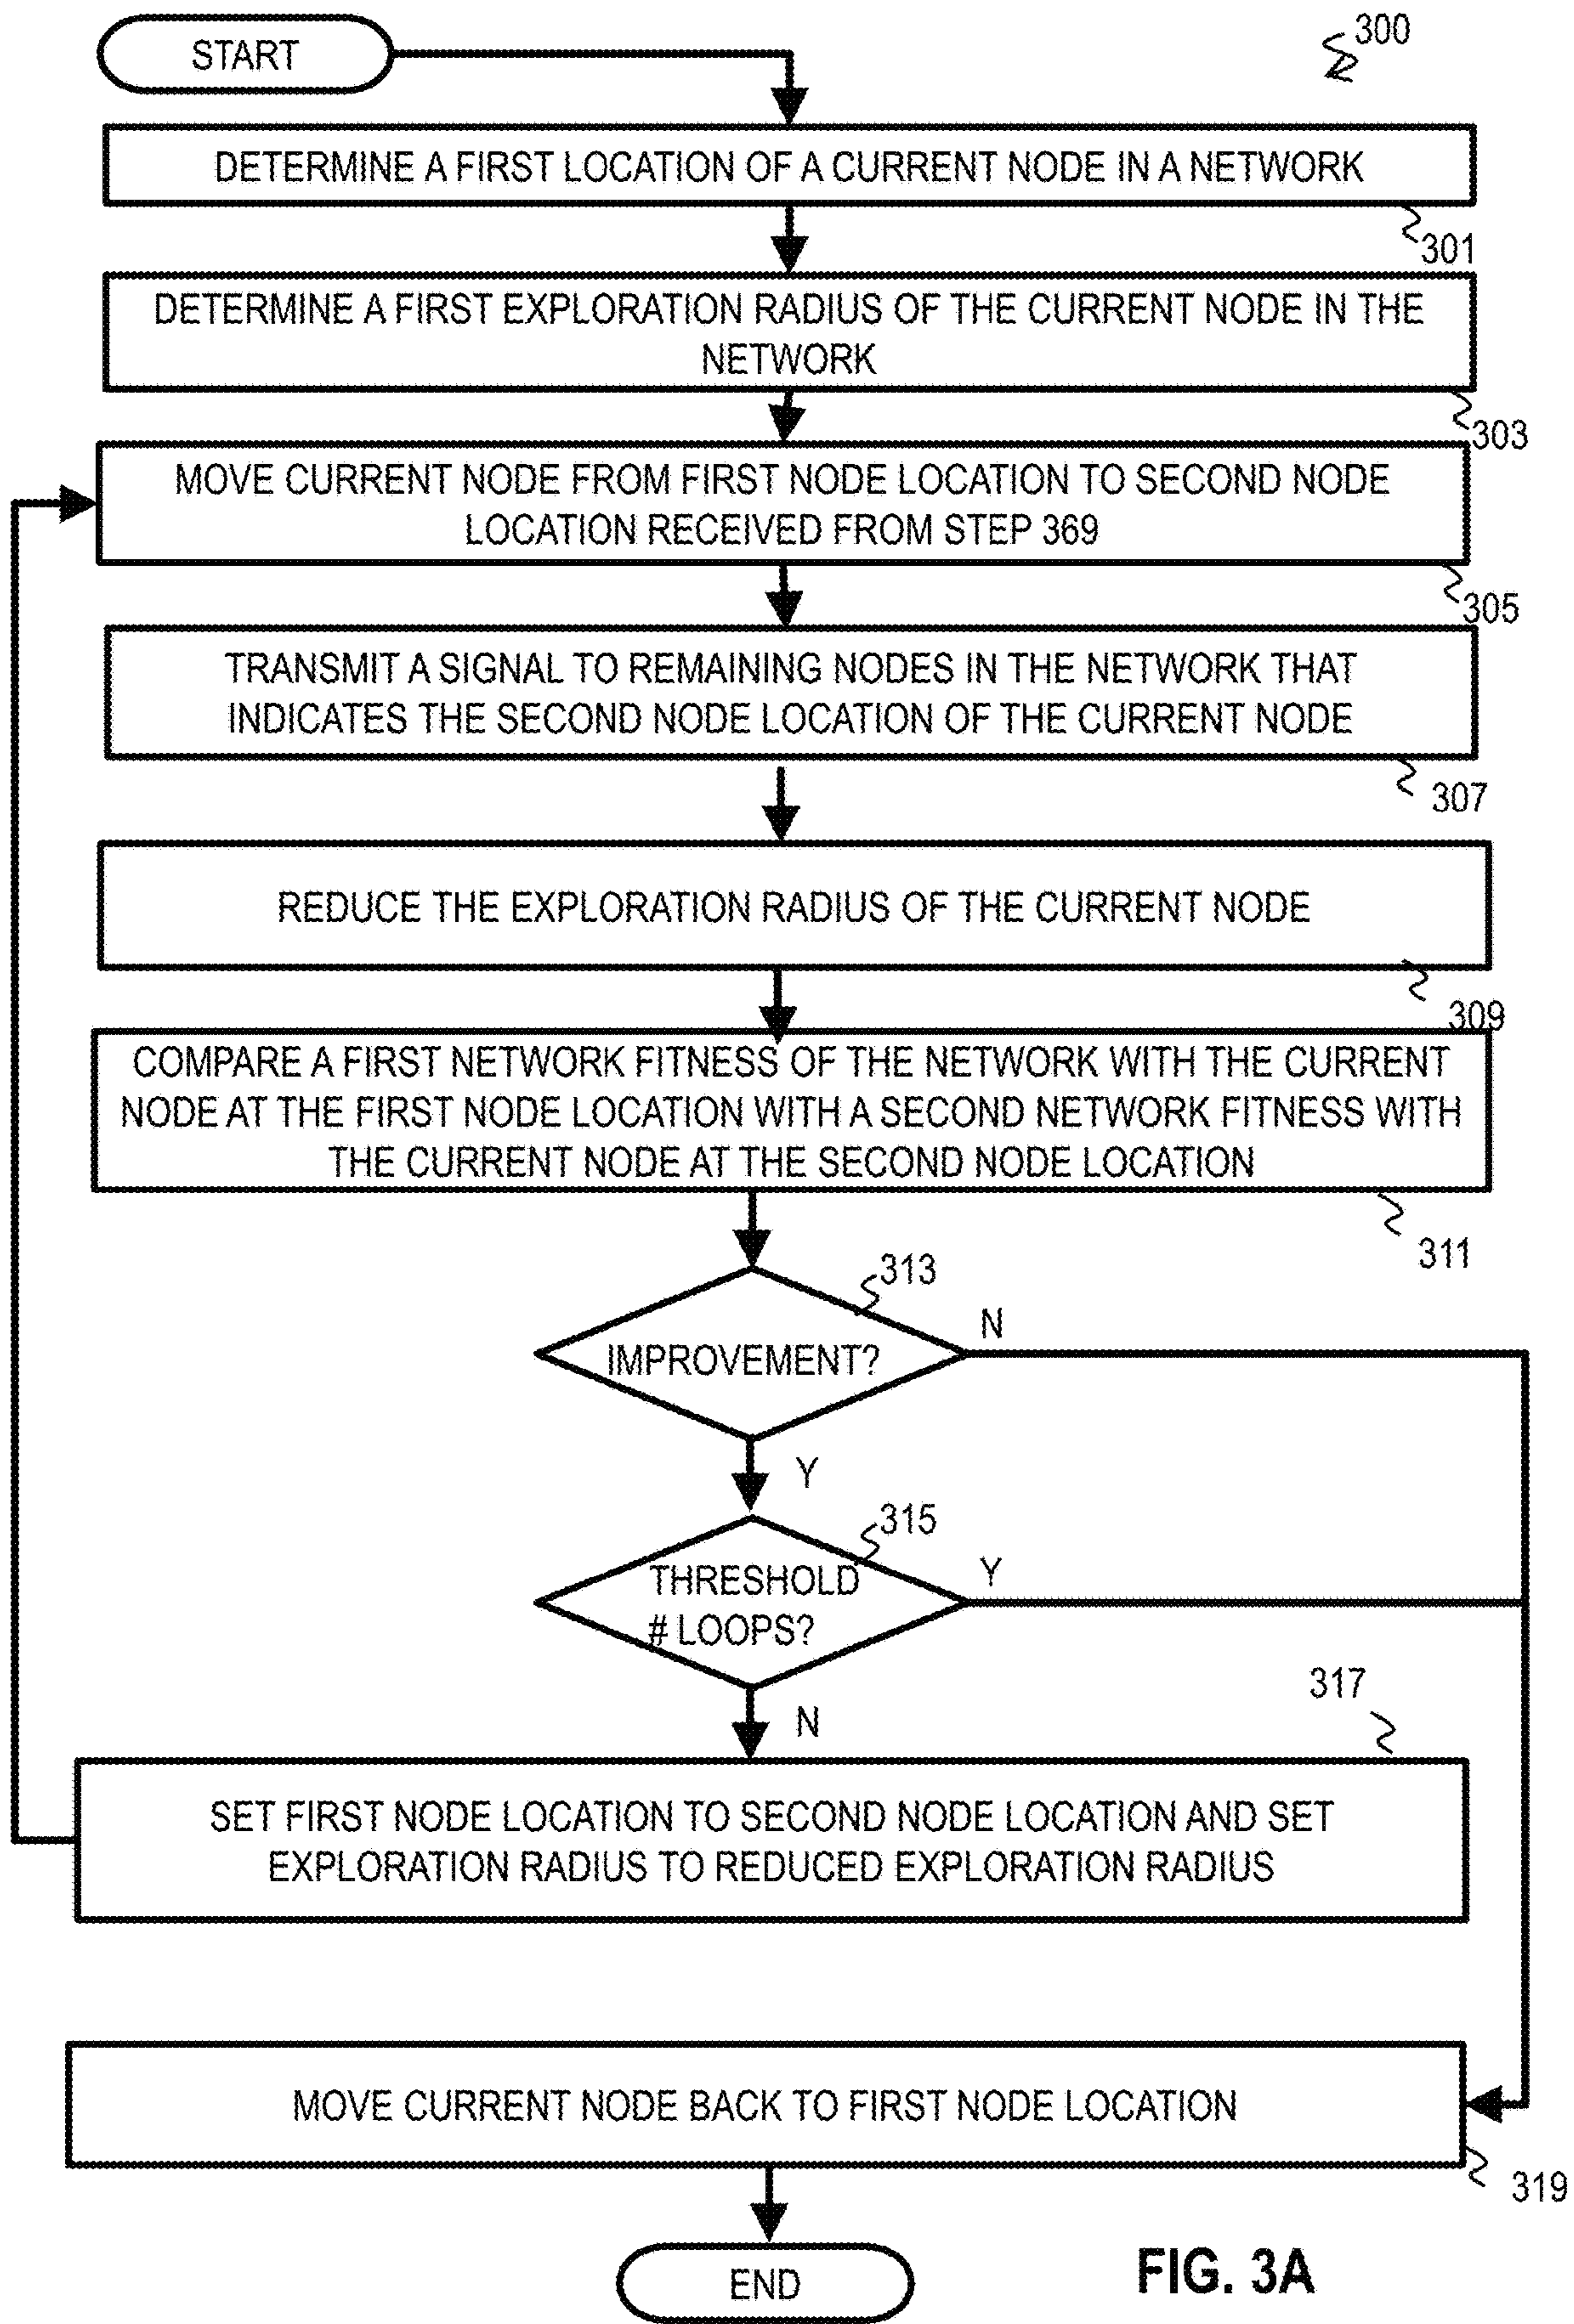 START
300
DETERMINE A FIRST LOCATION OF A CURRENT NODE IN A NETWORK
301
DETERMINE A FIRST EXPLORATION RADIUS OF THE CURRENT NODE IN THE
NETWORK
303
MOVE CURRENT NODE FROM FIRST NODE LOCATION TO SECOND NODE
LOCATION RECEIVED FROM STEP 369
305
TRANSMIT A SIGNAL TO REMAINING NODES IN THE NETWORK THAT
INDICATES THE SECOND NODE LOCATION OF THE CURRENT NODE
307
REDUCE THE EXPLORATION RADIUS OF THE CURRENT NODE
309
COMPARE A FIRST NETWORK FITNESS OF THE NETWORK WITH THE CURRENT
NODE AT THE FIRST NODE LOCATION WITH A SECOND NETWORK FITNESS WITH
THE CURRENT NODE AT THE SECOND NODE LOCATION
311
313
N
IMPROVEMENT?
Y
315
Y
THRESHOLD
# LOOPS?
N
317
SET FIRST NODE LOCATION TO SECOND NODE LOCATION AND SET
EXPLORATION RADIUS TO REDUCED EXPLORATION RADIUS
MOVE CURRENT NODE BACK TO FIRST NODE LOCATION
319
END
FIG. 3A